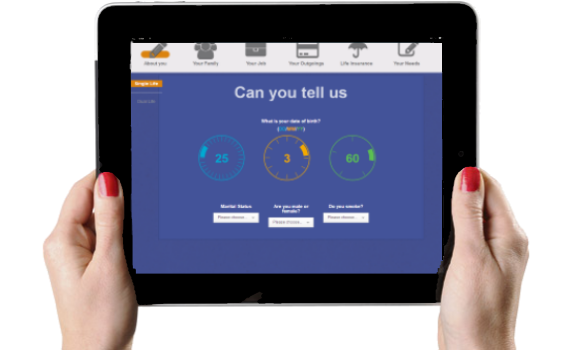 About you Your Family Your Job Your Outgoings Life Insurance Your Needs
Single Life
Can you tell us
What is your date of birth?
25 3 60
Marital Status Are you male or female? Do you smoke?
Please choose... Please choose... Please choose...